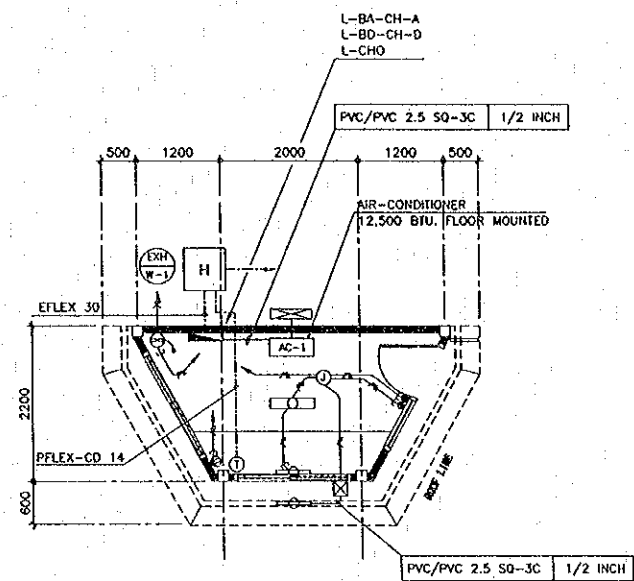 L-BA-CH-A
L-BD-CH-D
L-CHO
PVC/PVC 2.5 SQ-3C 1/2 INCH
500 1200 2000 1200 500
AIR-CONDITIONER
12,500 BTU. FLOOR MOUNTED
EXH
W-1
H
EFLEX 30
AC-1
J
2200
PFLEX-CD 14
T
ROOF LINE
600
PVC/PVC 2.5 SQ-3C 1/2 INCH